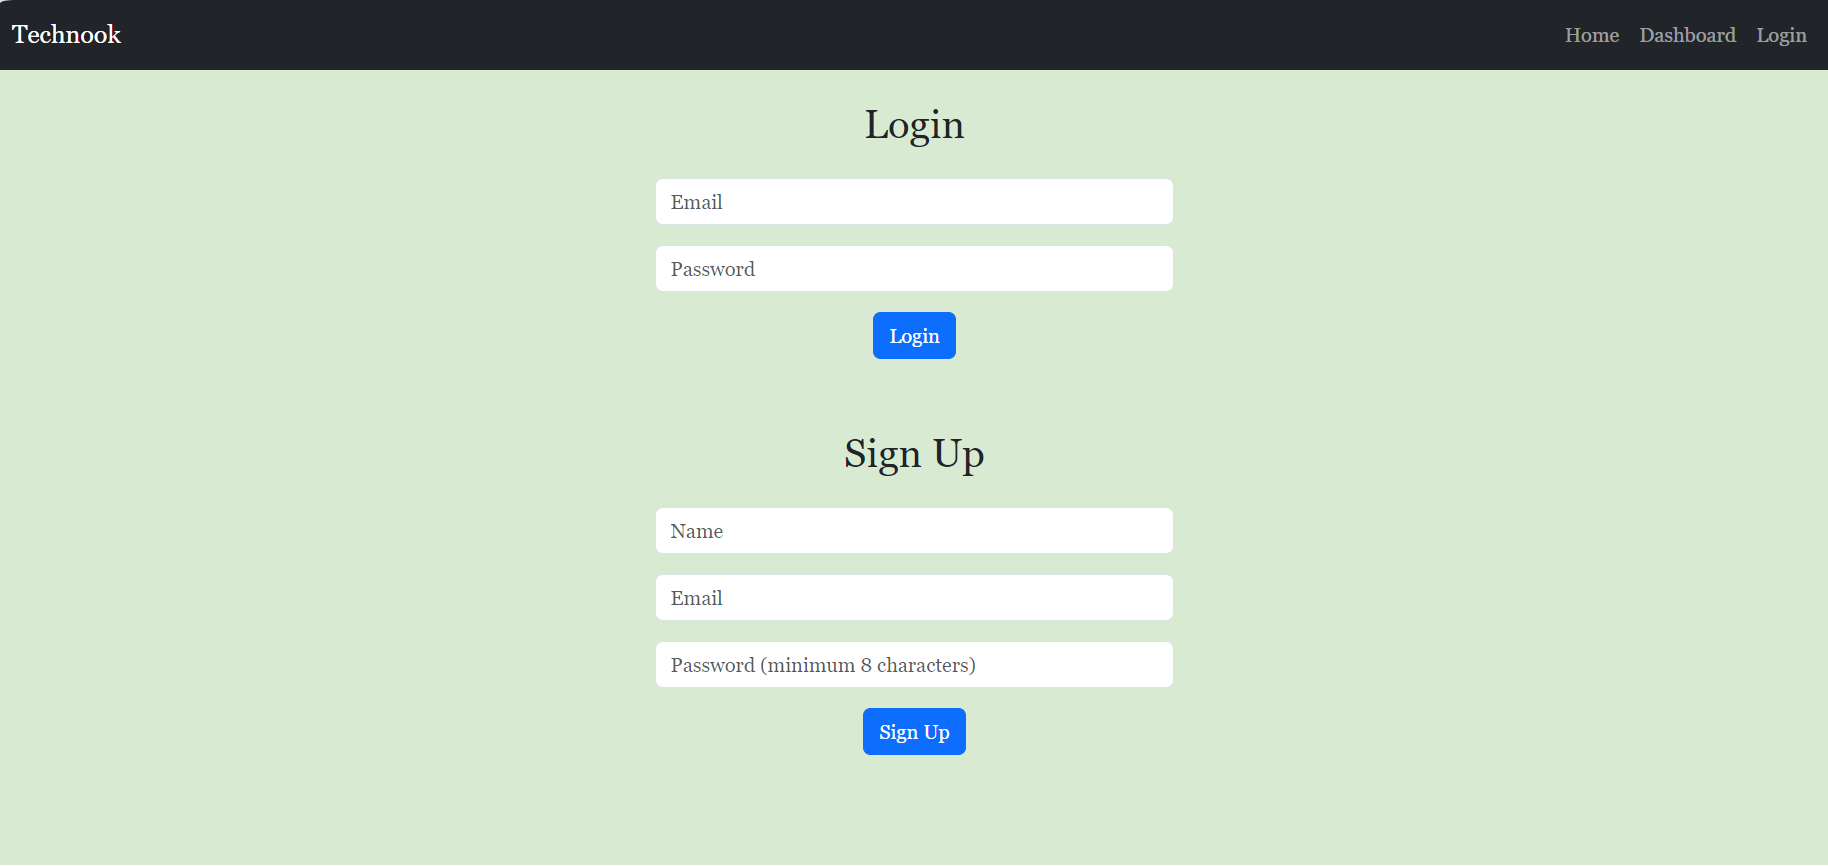 Technook
Home Dashboard Login
Login
Email
Password
Login
Sign Up
Name
Email
Password (minimum 8 characters)
Sign Up